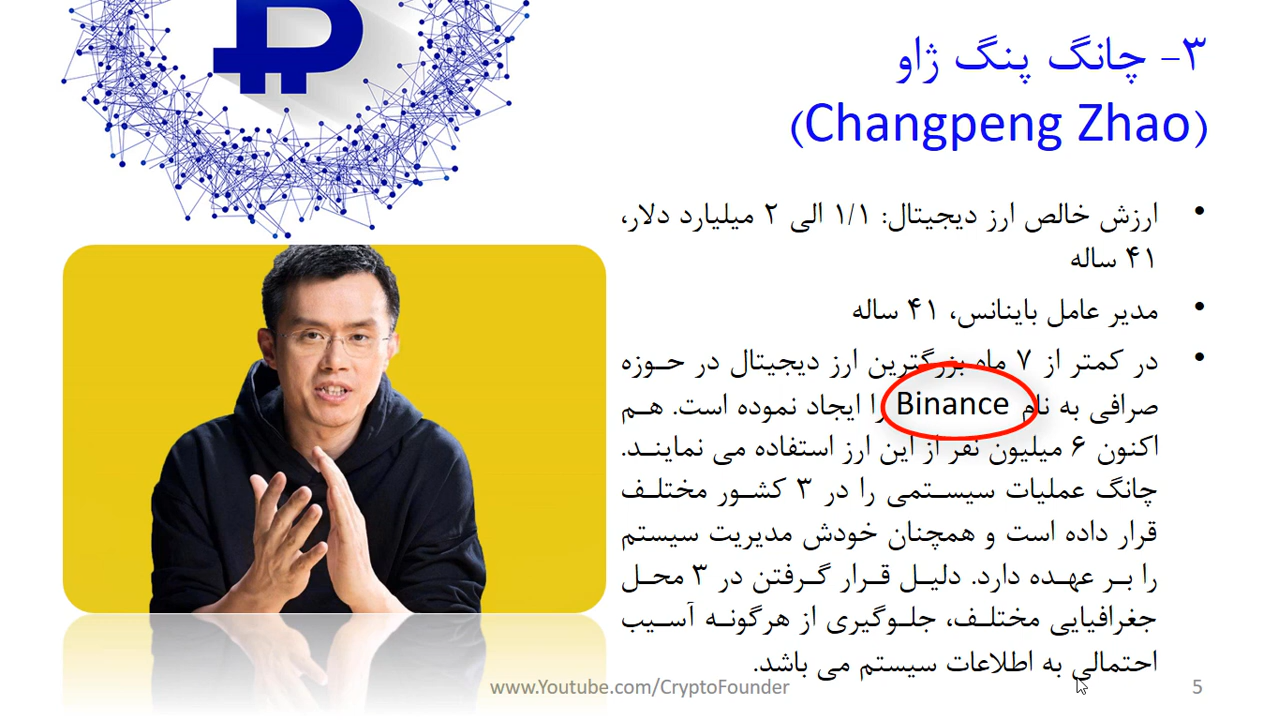 ۳- چانگ پنگ ژاو
(Changpeng Zhao)
• ارزش خالص ارز دیجیتال: ۱/۱ الی ۲ میلیارد دلار،
۴۱ ساله
• مدیر عامل باینانس، ۴۱ ساله
• در کمتر از ۷ ماه بزرگترین ارز دیجیتال در حوزه
صرافی به نام Binance را ایجاد نموده است. هم
اکنون ۶ میلیون نفر از این ارز استفاده می نمایند.
چانگ عملیات سیستمی را در ۳ کشور مختلف
قرار داده است و همچنان خودش مدیریت سیستم
را بر عهده دارد. دلیل قرار گرفتن در ۳ محل
جغرافیایی مختلف، جلوگیری از هرگونه آسیب
احتمالی به اطلاعات سیستم می باشد.
www.Youtube.com/CryptoFounder
5